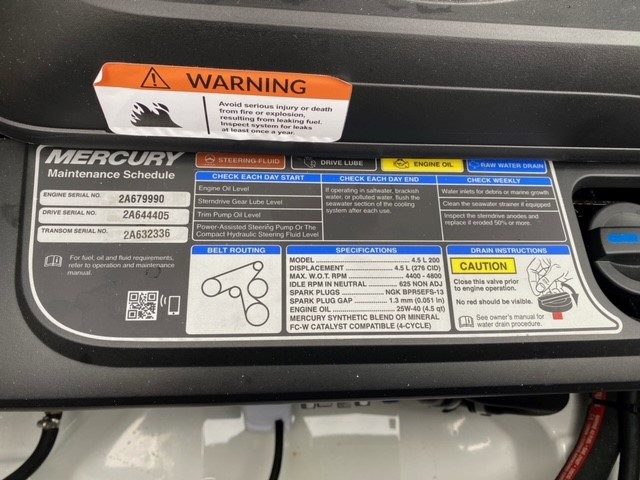 WARNING
Avoid serious injury or death
from fire or explosion,
resulting from leaking fuel.
Inspect system for leaks
at least once a year.
MERCURY
Maintenance Schedule
STEERING-FLUID
DRIVE LUBE
ENGINE OIL
RAW WATER DRAIN
ENGINE SERIAL NO. 2A679990
DRIVE SERIAL NO. 2A644405
TRANSOM SERIAL NO. 2A632336
For fuel, oil and fluid requirements,
refer to operation and maintenance
manual.
CHECK EACH DAY START
Engine Oil Level
Sterndrive Gear Lube Level
Trim Pump Oil Level
Power-Assisted Steering Pump Or The
Compact Hydraulic Steering Fluid Level
CHECK EACH DAY END
If operating in saltwater, brackish
water, or polluted water, flush the
seawater section of the cooling
system after each use.
CHECK WEEKLY
Water inlets for debris or marine growth
Clean the seawater strainer if equipped
Inspect the sterndrive anodes and
replace if eroded 50% or more.
BELT ROUTING
SPECIFICATIONS
MODEL 4.5 L 200
DISPLACEMENT 4.5 L (276 CID)
MAX. W.O.T. RPM 4400 - 4800
IDLE RPM IN NEUTRAL 625 NON ADJ
SPARK PLUGS NGK BPR5EFS-13
SPARK PLUG GAP 1.3 mm (0.051 in)
ENGINE OIL 25W-40 (4.5 qt)
MERCURY SYNTHETIC BLEND OR MINERAL
FC-W CATALYST COMPATIBLE (4-CYCLE)
DRAIN INSTRUCTIONS
CAUTION
Close this valve prior
to engine operation.
No red should be visible.
See owner's manual for
water drain procedure.